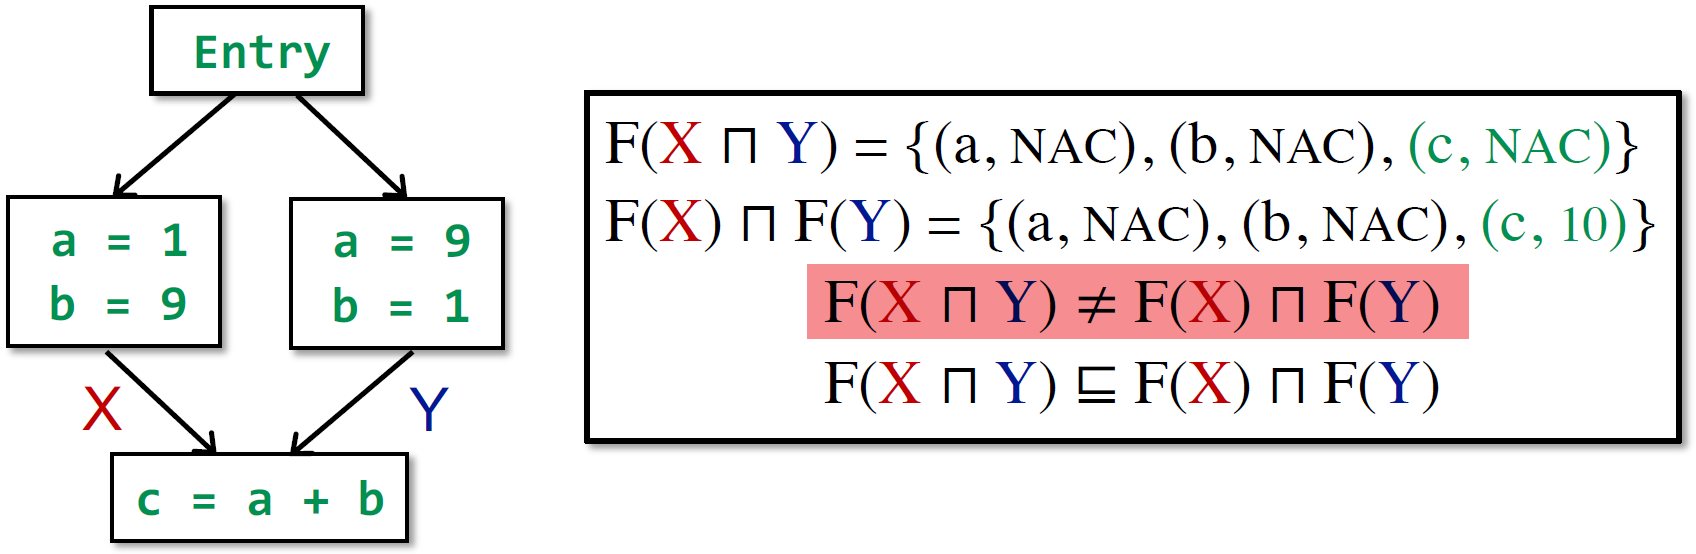 Entry
a = 1
b = 9
a = 9
b = 1
X
Y
c = a + b
F(X ⊓ Y) = {(a, NAC), (b, NAC), (c, NAC)}
F(X) ⊓ F(Y) = {(a, NAC), (b, NAC), (c, 10)}
F(X ⊓ Y) ≠ F(X) ⊓ F(Y)
F(X ⊓ Y) ⊑ F(X) ⊓ F(Y)